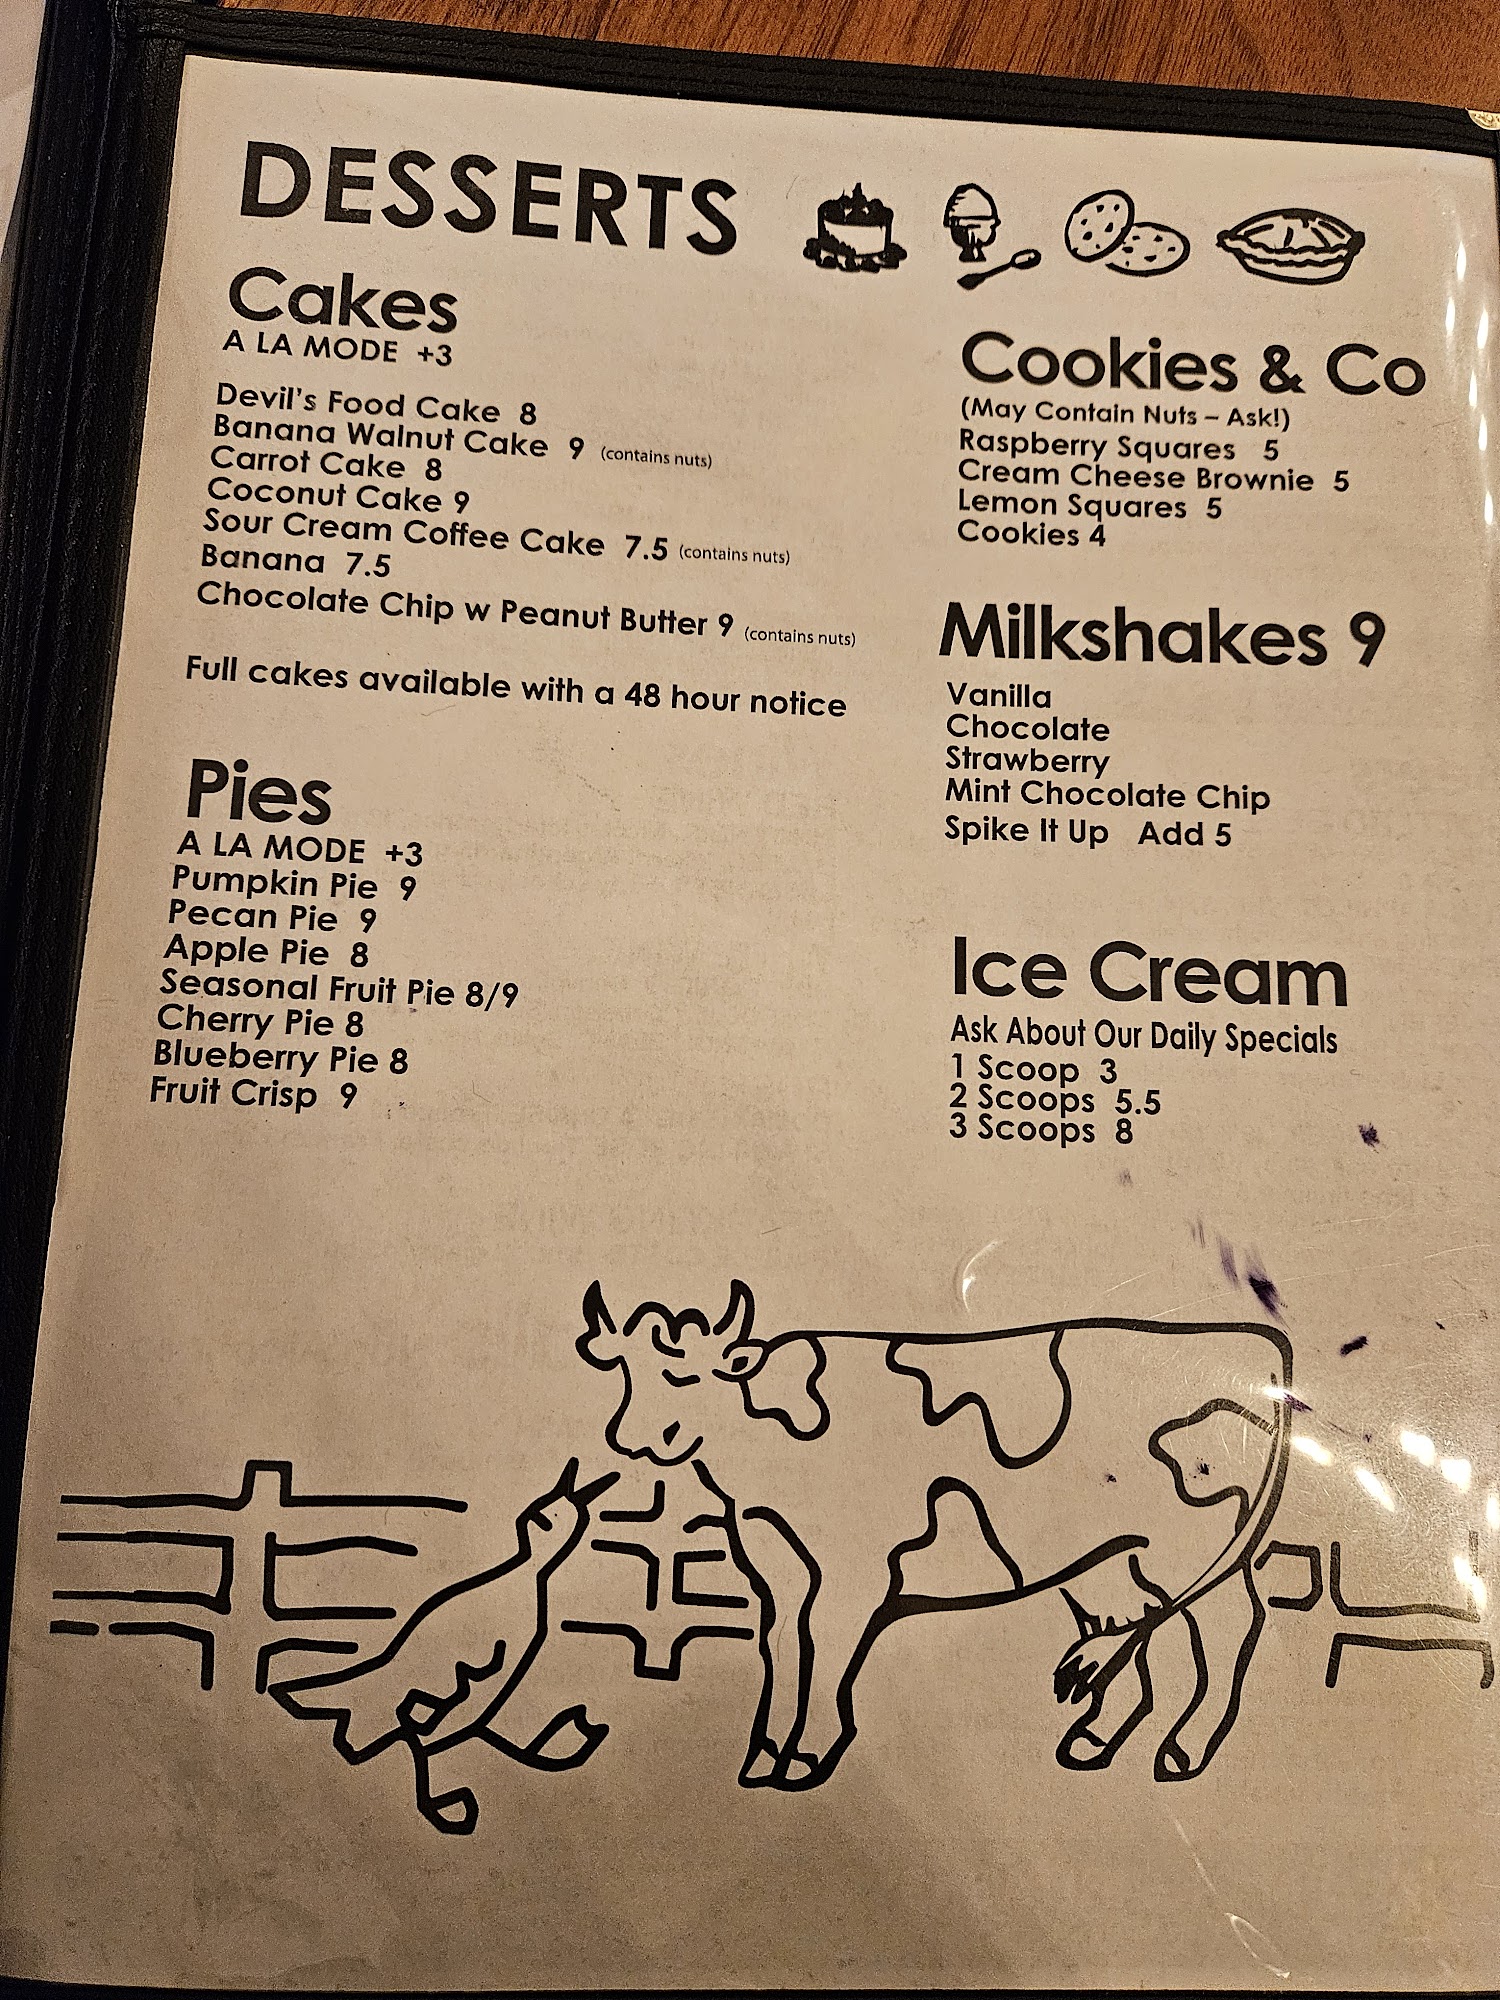 DESSERTS
Cakes
A LA MODE +3
Devil's Food Cake 8
Banana Walnut Cake 9 (contains nuts)
Carrot Cake 8
Coconut Cake 9
Sour Cream Coffee Cake 7.5 (contains nuts)
Banana 7.5
Chocolate Chip w Peanut Butter 9 (contains nuts)
Full cakes available with a 48 hour notice
Pies
A LA MODE +3
Pumpkin Pie 9
Pecan Pie 9
Apple Pie 8
Seasonal Fruit Pie 8/9
Cherry Pie 8
Blueberry Pie 8
Fruit Crisp 9
Cookies & Co
(May Contain Nuts – Ask!)
Raspberry Squares 5
Cream Cheese Brownie 5
Lemon Squares 5
Cookies 4
Milkshakes 9
Vanilla
Chocolate
Strawberry
Mint Chocolate Chip
Spike It Up Add 5
Ice Cream
Ask About Our Daily Specials
1 Scoop 3
2 Scoops 5.5
3 Scoops 8